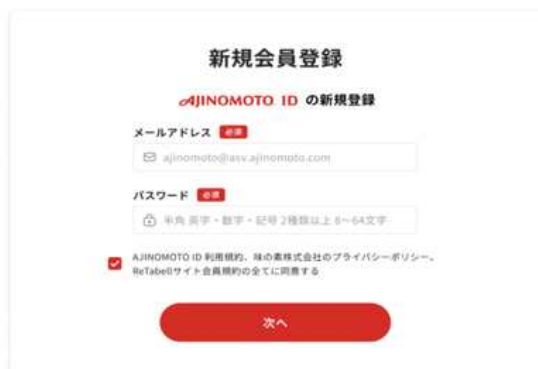 新規会員登録
AJINOMOTO ID の新規登録
メールアドレス 必須
ajinomoto@asv.ajinomoto.com
パスワード 必須
半角 英字・数字・記号 2種類以上 8〜64文字
AJINOMOTO ID 利用規約、味の素株式会社のプライバシーポリシー、
ReTabellサイト会員規約の全てに同意する
次へ